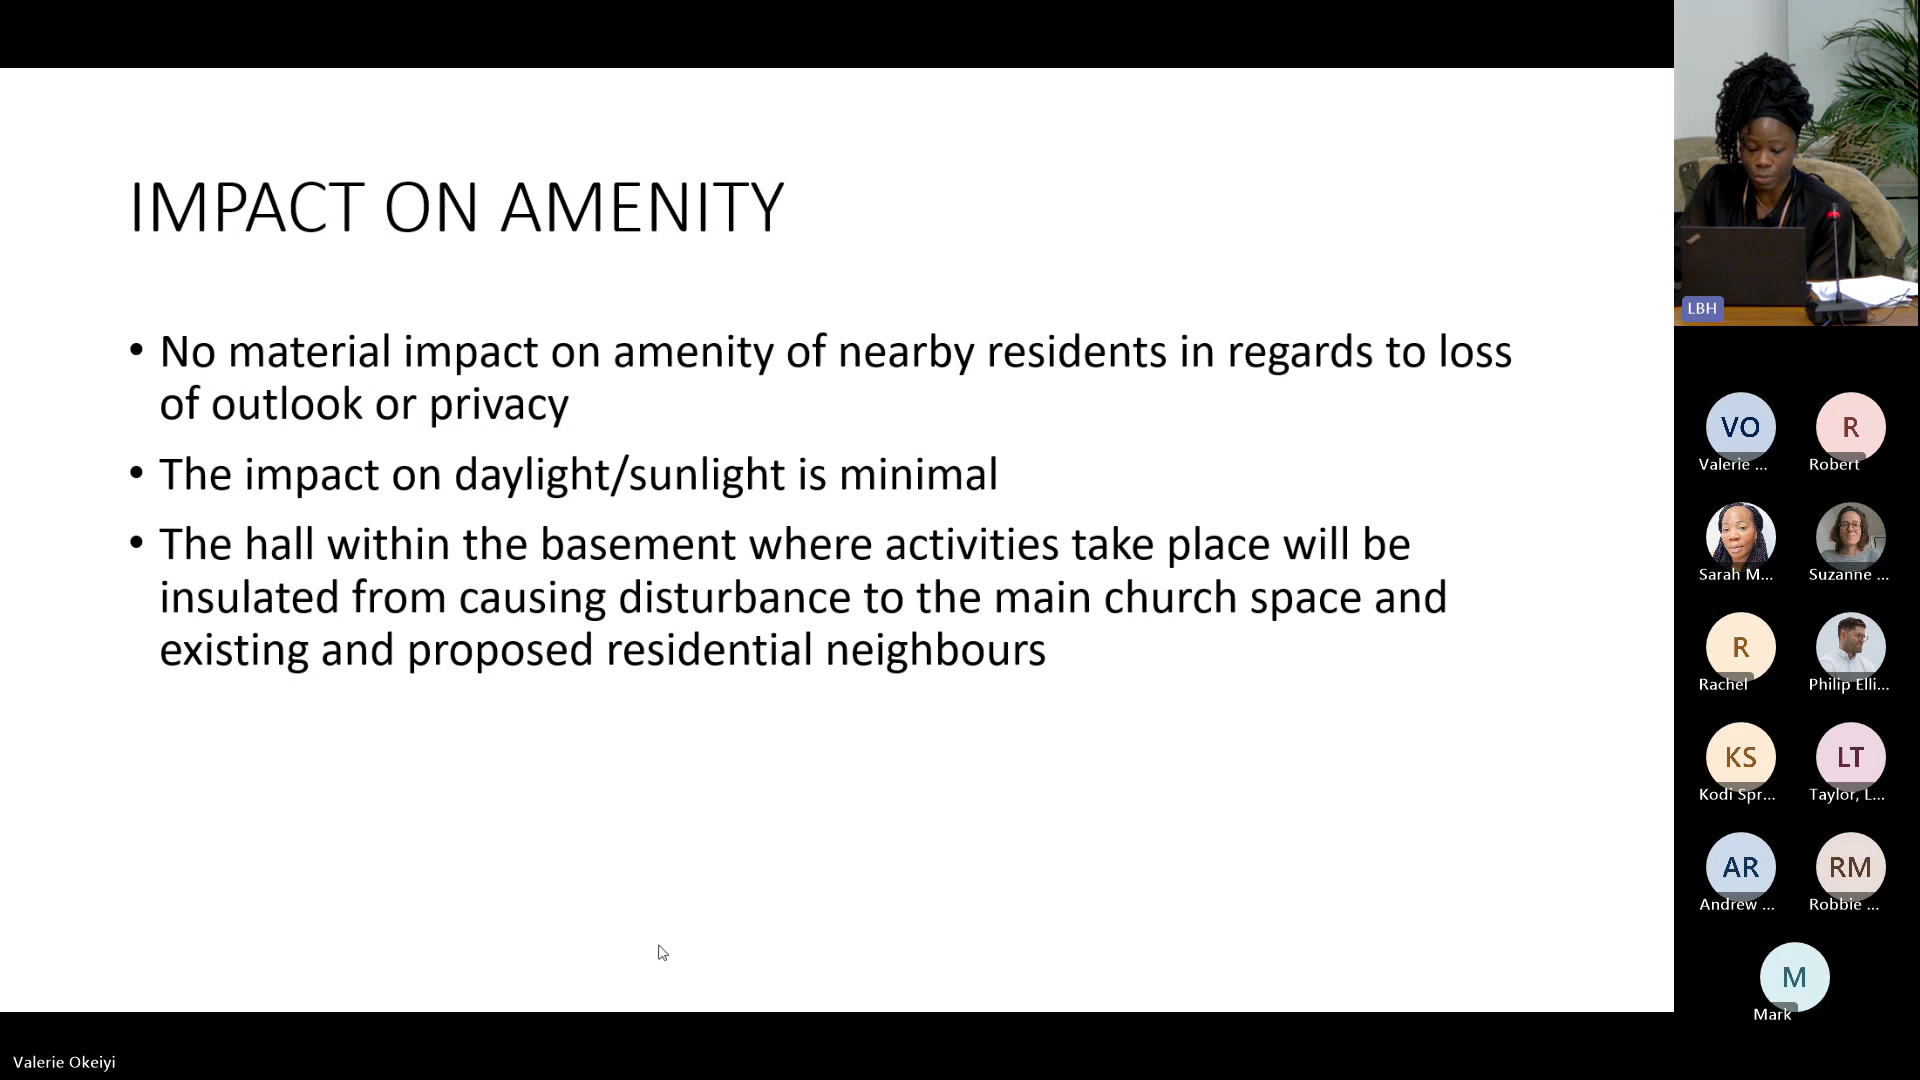 IMPACT ON AMENITY
• No material impact on amenity of nearby residents in regards to loss
of outlook or privacy
• The impact on daylight/sunlight is minimal
• The hall within the basement where activities take place will be
insulated from causing disturbance to the main church space and
existing and proposed residential neighbours
LBH
VO
R
Valerie ...
Robert
Sarah M...
Suzanne ...
R
Rachel
Philip Elli...
KS
LT
Kodi Spr...
Taylor, L...
AR
RM
Andrew ...
Robbie ...
M
Mark
Valerie Okeiyi